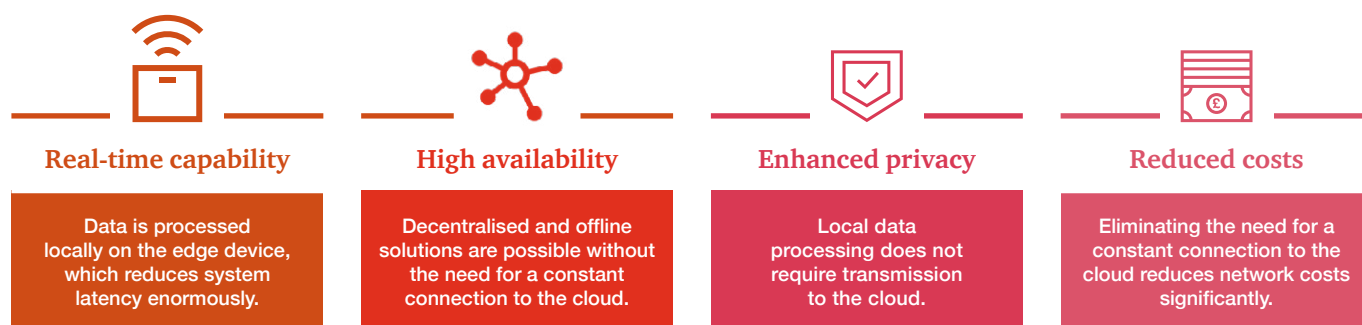 Real-time capability
Data is processed
locally on the edge device,
which reduces system
latency enormously.
High availability
Decentralised and offline
solutions are possible without
the need for a constant
connection to the cloud.
Enhanced privacy
Local data
processing does not
require transmission
to the cloud.
£
Reduced costs
Eliminating the need for a
constant connection to the
cloud reduces network costs
significantly.